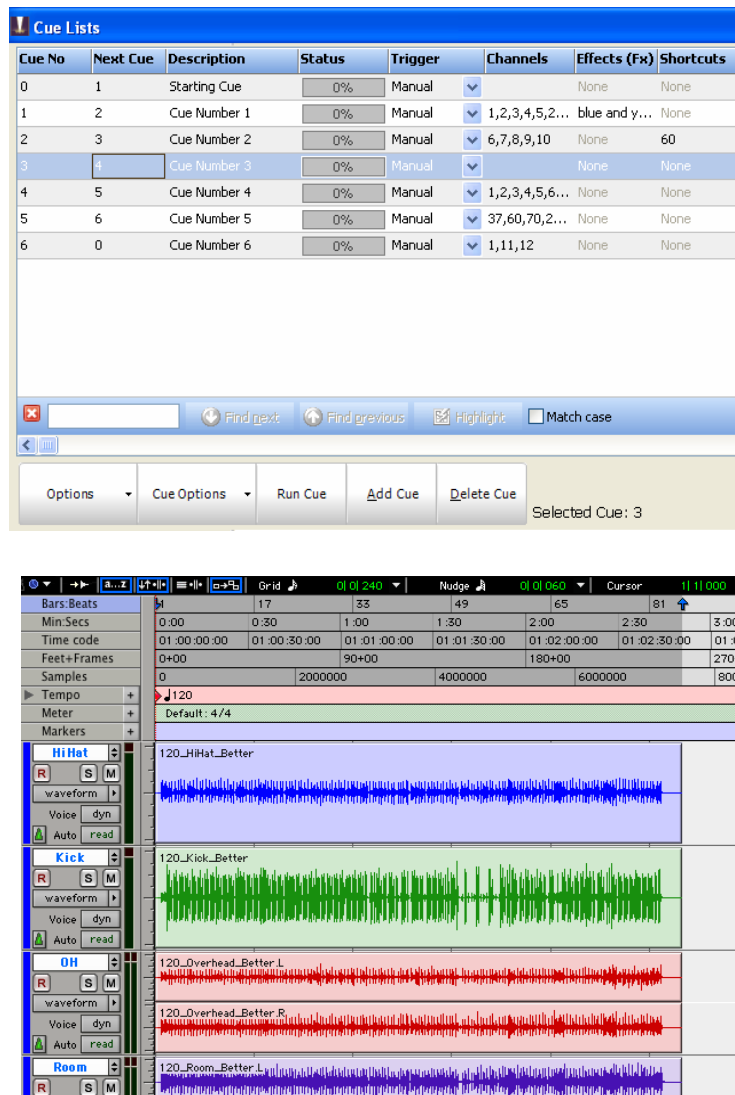 Cue Lists
Cue No Next Cue Description Status Trigger Channels Effects (Fx) Shortcuts
0 1 Starting Cue 0% Manual None None
1 2 Cue Number 1 0% Manual 1,2,3,4,5,2... blue and y... None
2 3 Cue Number 2 0% Manual 6,7,8,9,10 None 60
3 4 Cue Number 3 0% Manual None None
4 5 Cue Number 4 0% Manual 1,2,3,4,5,6... None None
5 6 Cue Number 5 0% Manual 37,60,70,2... None None
6 0 Cue Number 6 0% Manual 1,11,12 None None
Find next Find previous Highlight Match case
Options Cue Options Run Cue Add Cue Delete Cue Selected Cue: 3
a...z Grid 0| 0| 240 Nudge 0| 0| 060 Cursor 1| 1| 000
Bars:Beats 1 17 33 49 65 81
Min:Secs 0:00 0:30 1:00 1:30 2:00 2:30 3:00
Time code 01:00:00:00 01:00:30:00 01:01:00:00 01:01:30:00 01:02:00:00 01:02:30:00 01:
Feet+Frames 0+00 90+00 180+00 270
Samples 0 2000000 4000000 6000000 800
Tempo + 120
Meter + Default: 4/4
Markers +
HiHat 120_HiHat_Better
R S M
waveform
Voice dyn
Auto read
Kick 120_Kick_Better
R S M
waveform
Voice dyn
Auto read
OH 120_Overhead_Better.L
R S M
waveform
120_Overhead_Better.R
Voice dyn
Auto read
Room 120_Room_Better.L
R S M